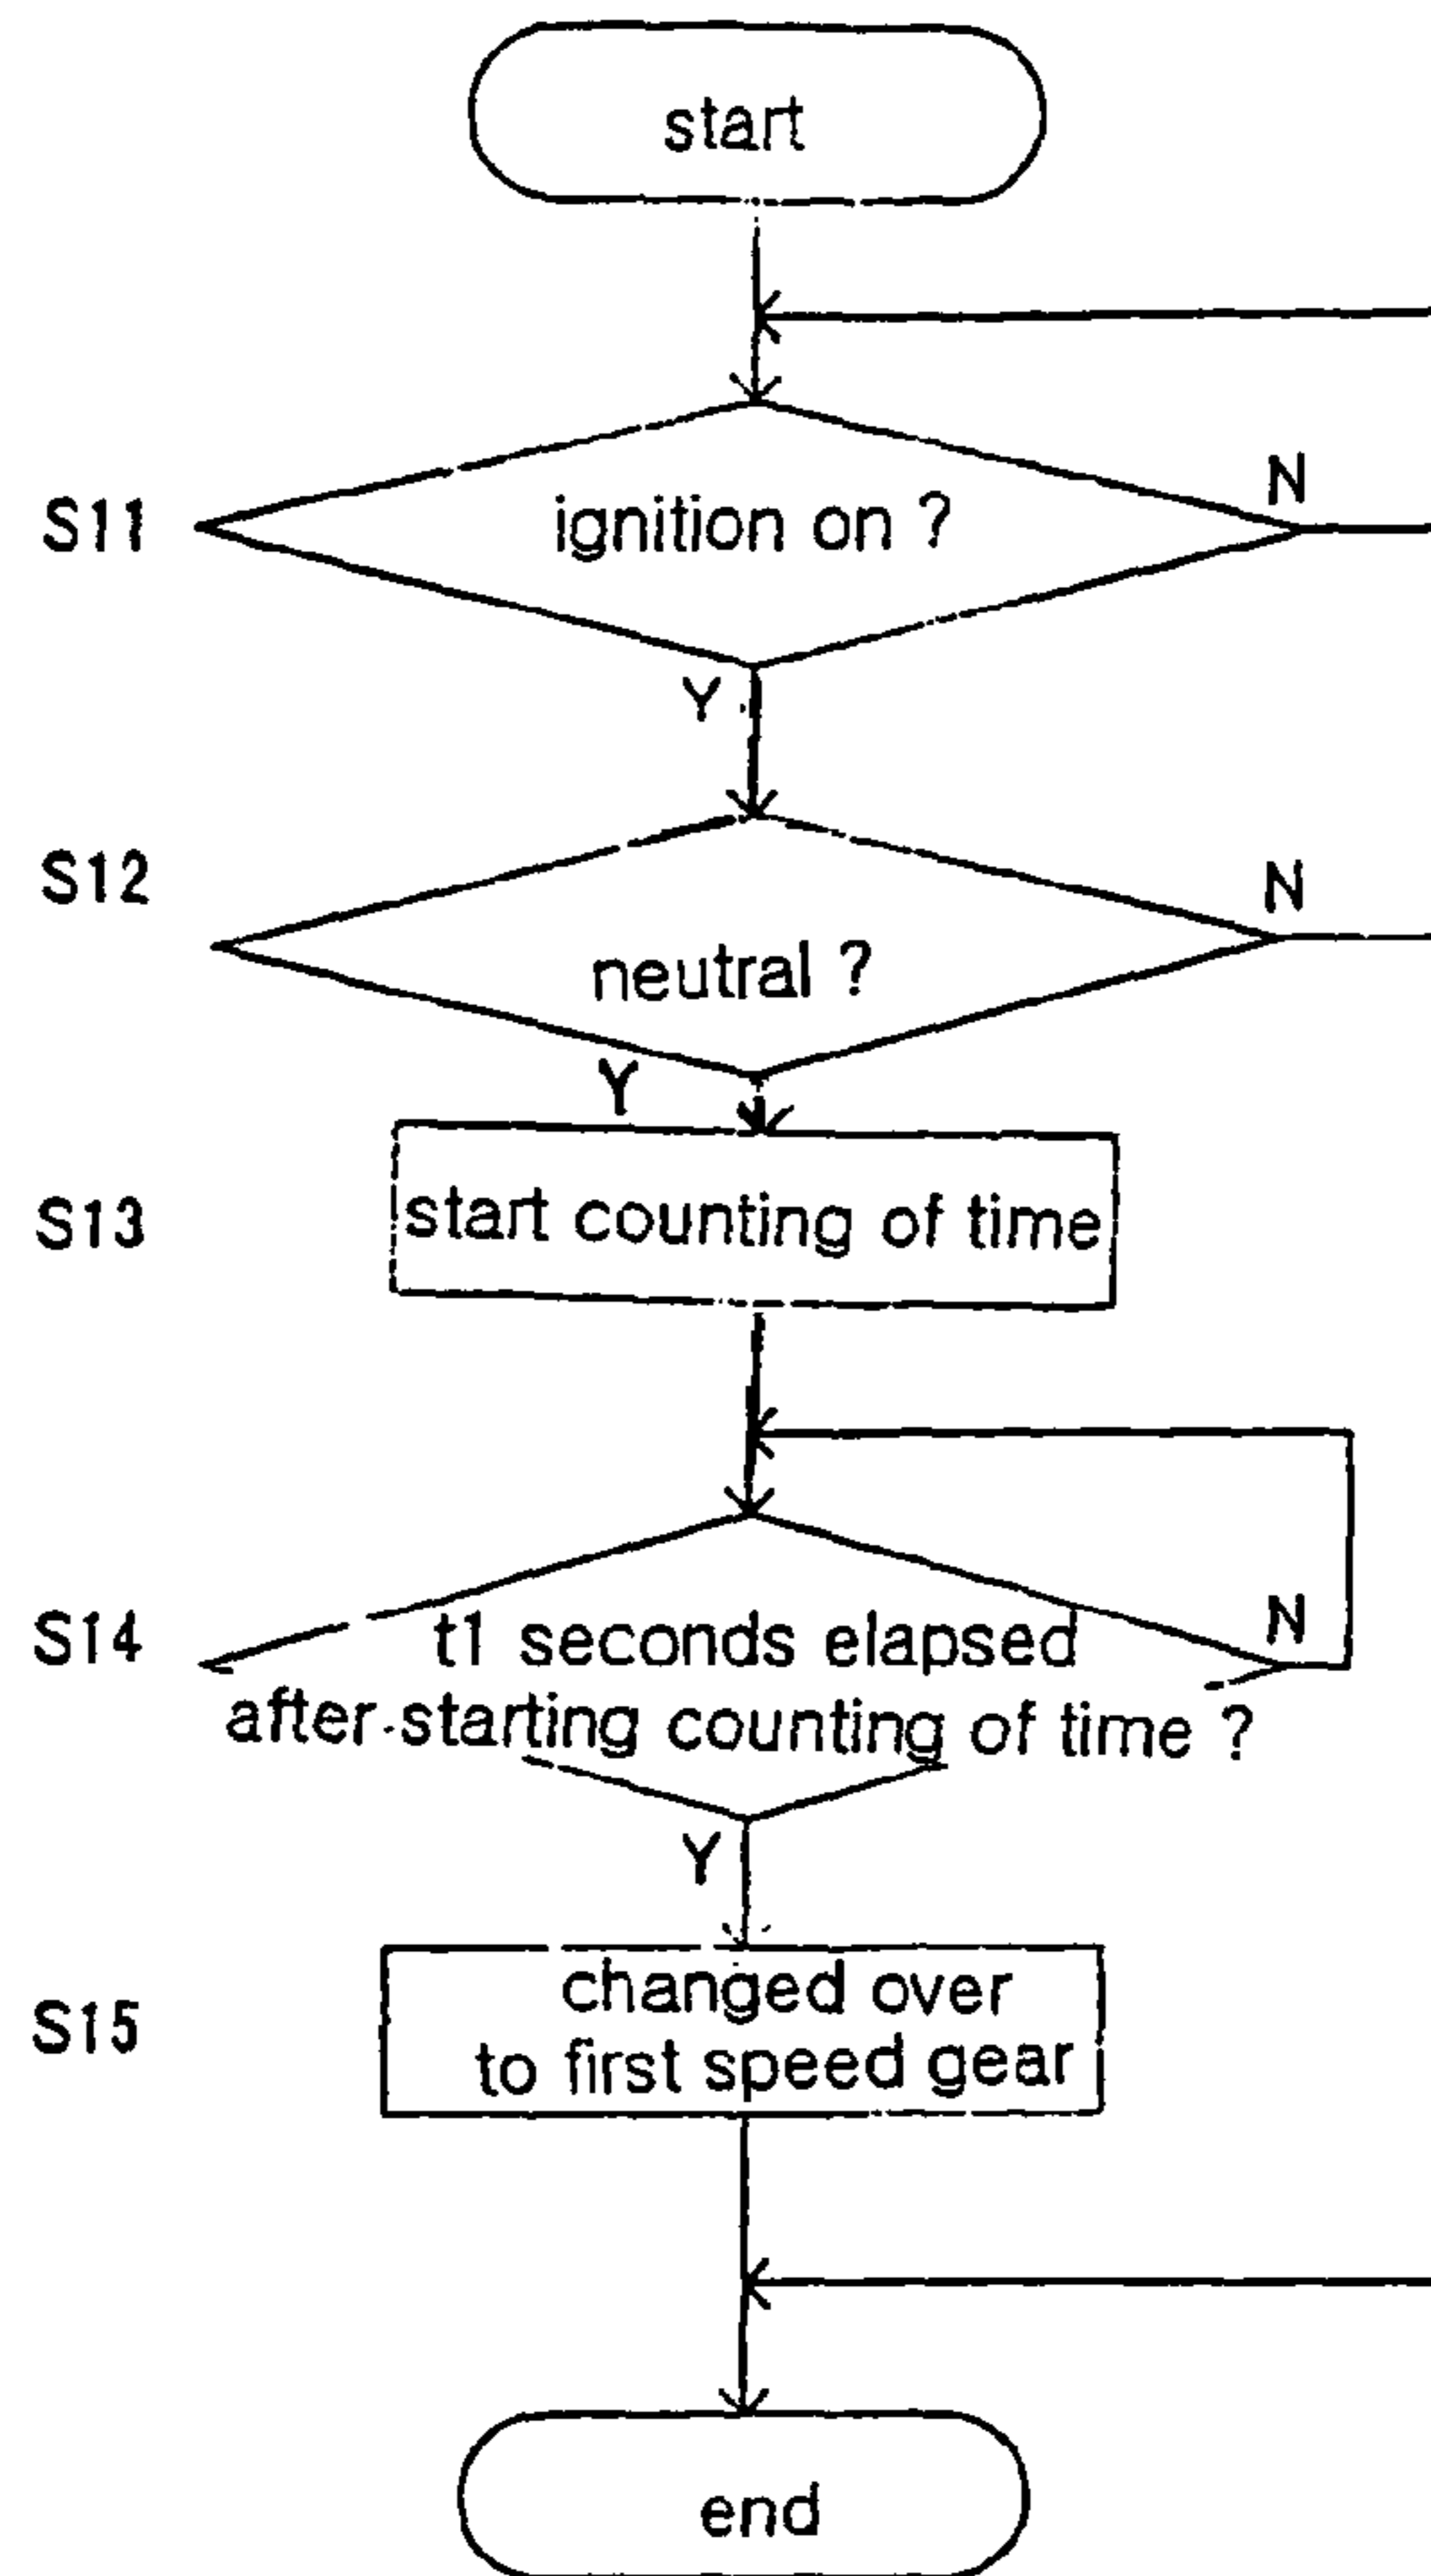 start
S11
ignition on ?
N
Y
S12
neutral ?
N
Y
S13
start counting of time
S14
t1 seconds elapsed
after starting counting of time ?
N
Y
S15
changed over
to first speed gear
end